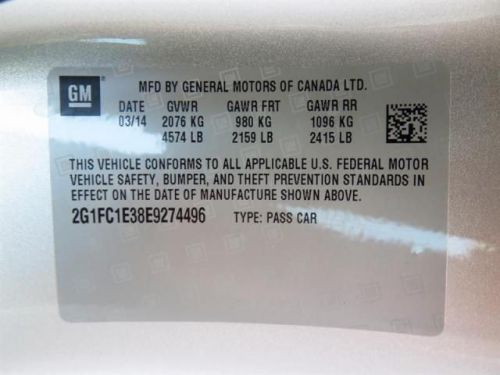 GM
MFD BY GENERAL MOTORS OF CANADA LTD.
DATE GVWR GAWR FRT GAWR RR
03/14 2076 KG 980 KG 1096 KG
4574 LB 2159 LB 2415 LB
THIS VEHICLE CONFORMS TO ALL APPLICABLE U.S. FEDERAL MOTOR
VEHICLE SAFETY, BUMPER, AND THEFT PREVENTION STANDARDS IN
EFFECT ON THE DATE OF MANUFACTURE SHOWN ABOVE.
2G1FC1E38E9274496 TYPE: PASS CAR